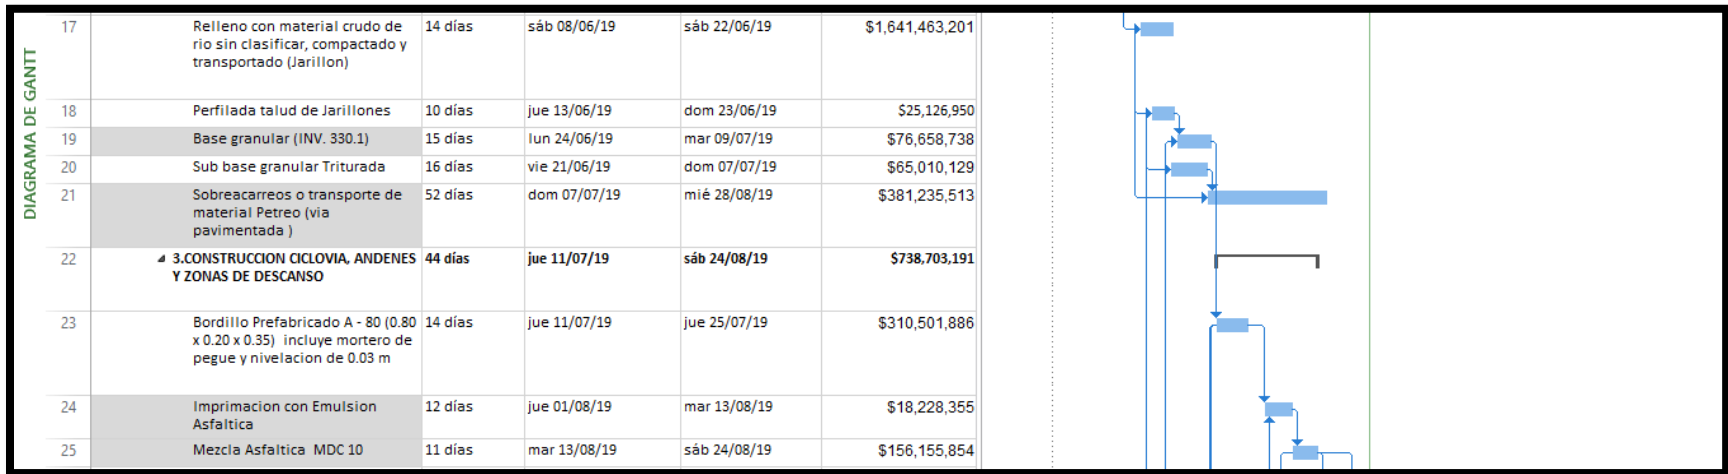 DIAGRAMA DE GANTT
17 Relleno con material crudo de 14 días sáb 08/06/19 sáb 22/06/19 $1,641,463,201
rio sin clasificar, compactado y
transportado (Jarillon)
18 Perfilada talud de Jarillones 10 días jue 13/06/19 dom 23/06/19 $25,126,950
19 Base granular (INV. 330.1) 15 días lun 24/06/19 mar 09/07/19 $76,658,738
20 Sub base granular Triturada 16 días vie 21/06/19 dom 07/07/19 $65,010,129
21 Sobreacarreos o transporte de 52 días dom 07/07/19 mié 28/08/19 $381,235,513
material Petreo (via
pavimentada )
22 3.CONSTRUCCION CICLOVIA, ANDENES 44 días jue 11/07/19 sáb 24/08/19 $738,703,191
Y ZONAS DE DESCANSO
23 Bordillo Prefabricado A - 80 (0.80 14 días jue 11/07/19 jue 25/07/19 $310,501,886
x 0.20 x 0.35) incluye mortero de
pegue y nivelacion de 0.03 m
24 Imprimacion con Emulsion 12 días jue 01/08/19 mar 13/08/19 $18,228,355
Asfaltica
25 Mezcla Asfaltica MDC 10 11 días mar 13/08/19 sáb 24/08/19 $156,155,854